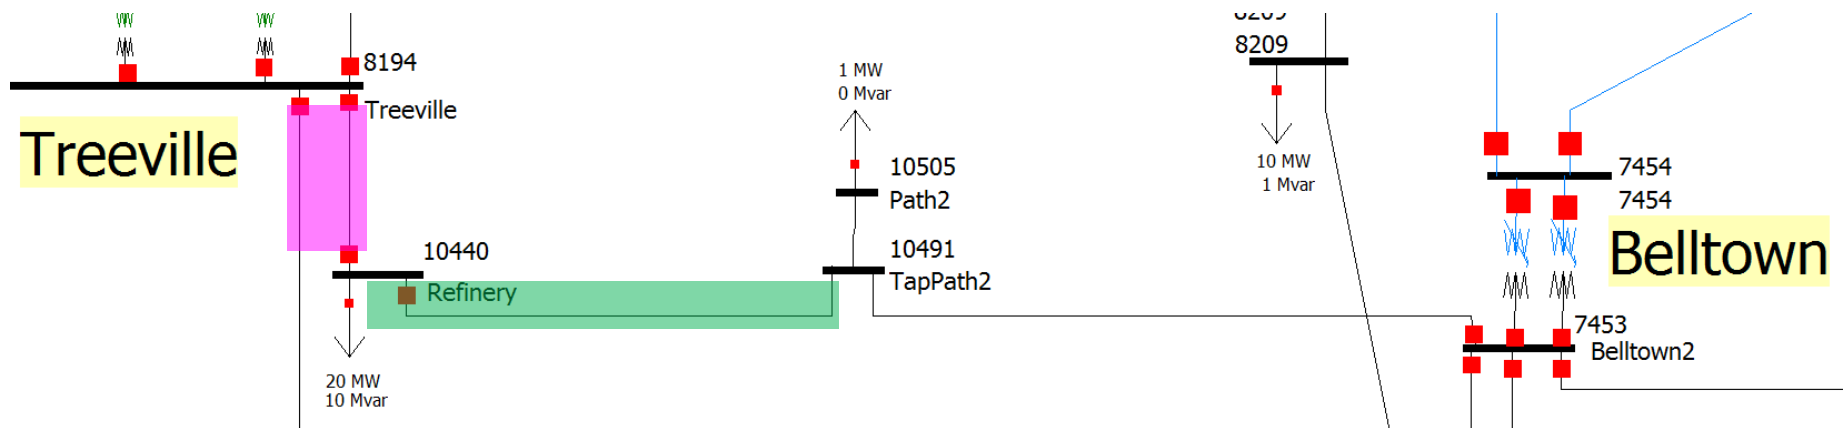 8209
8209
8194
Treeville
Treeville
1 MW
0 Mvar
10505
Path2
10 MW
1 Mvar
7454
7454
Belltown
10440
Refinery
10491
TapPath2
20 MW
10 Mvar
7453
Belltown2